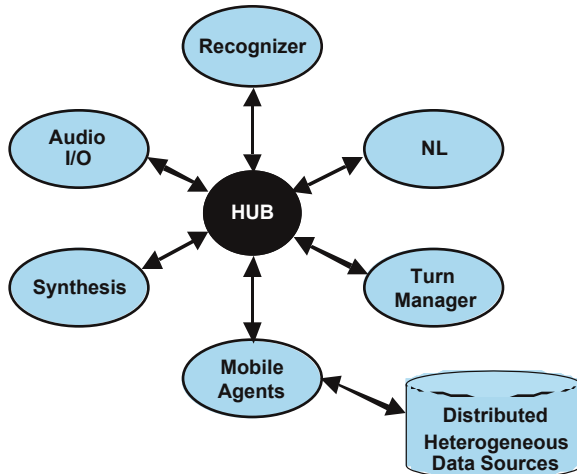 Recognizer
Audio
I/O
NL
HUB
Synthesis
Turn
Manager
Mobile
Agents
Distributed
Heterogeneous
Data Sources